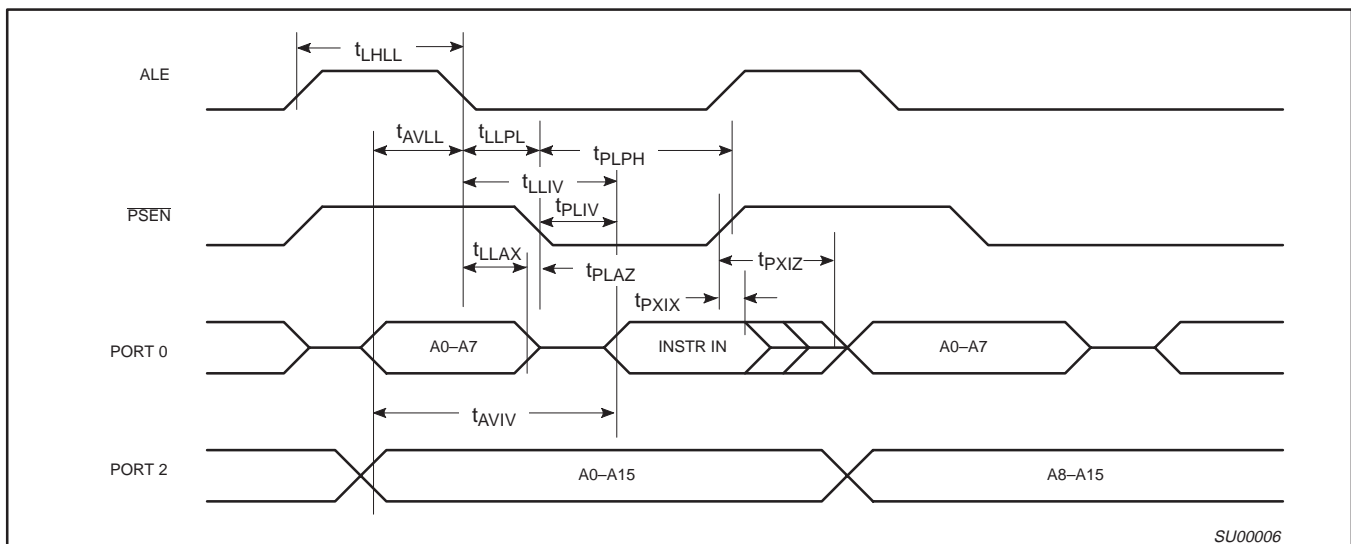 tLHLL
ALE
tAVLL
tLLPL
tPLPH
tLLIV
PSEN
tPLIV
tLLAX
tPLAZ
tPXIZ
tPXIX
PORT 0
A0–A7
INSTR IN
A0–A7
tAVIV
PORT 2
A0–A15
A8–A15
SU00006